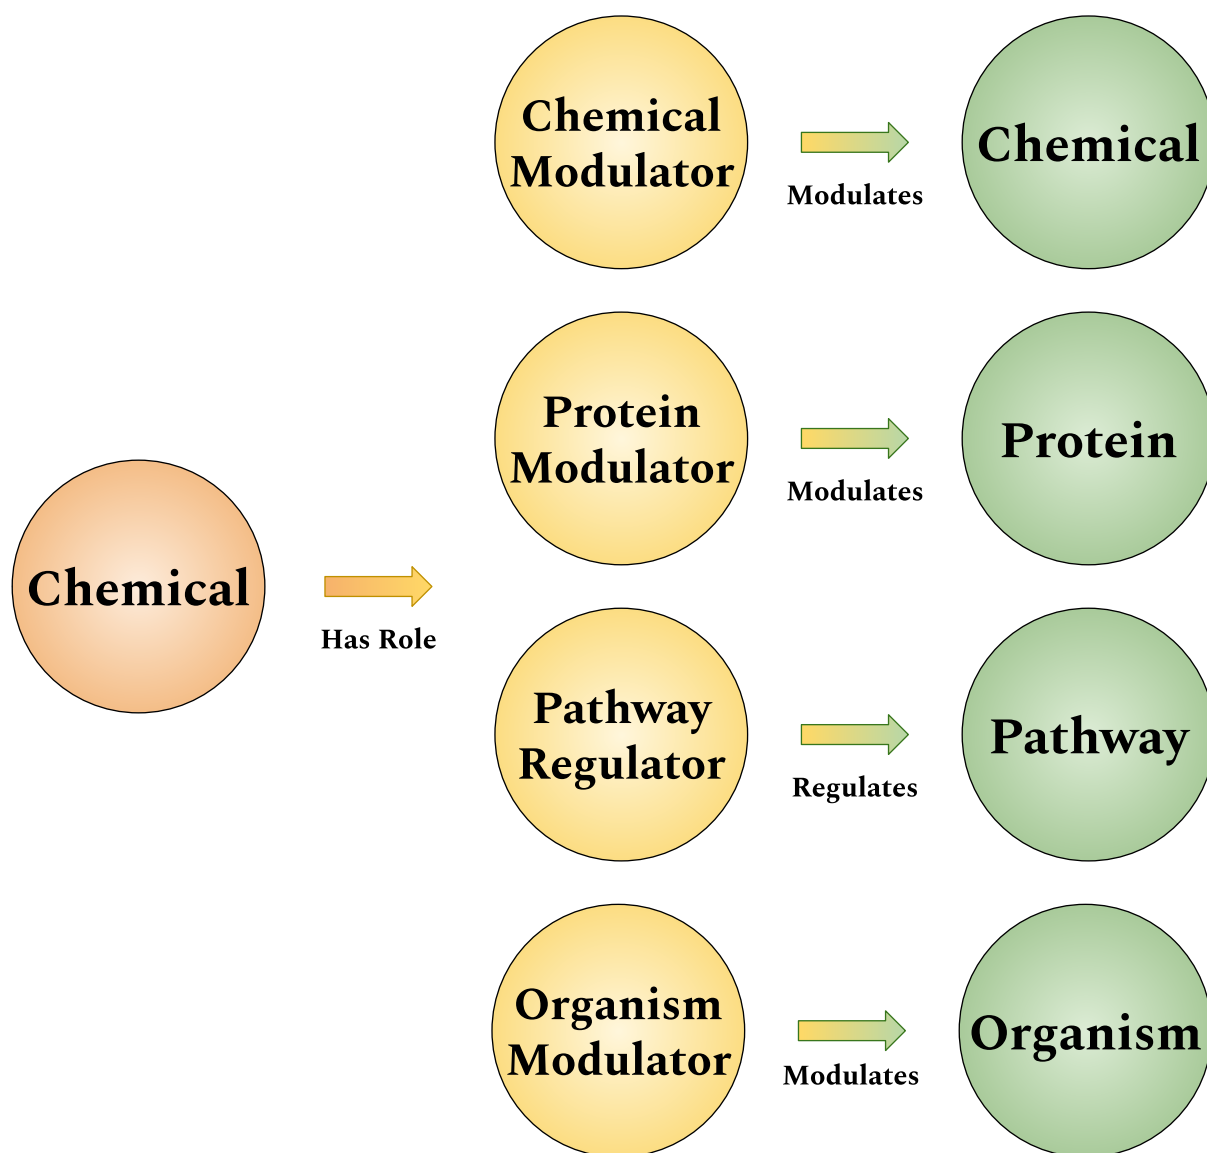 Chemical
Modulator
Modulates
Chemical
Protein
Modulator
Modulates
Protein
Chemical
Has Role
Pathway
Regulator
Regulates
Pathway
Organism
Modulator
Modulates
Organism